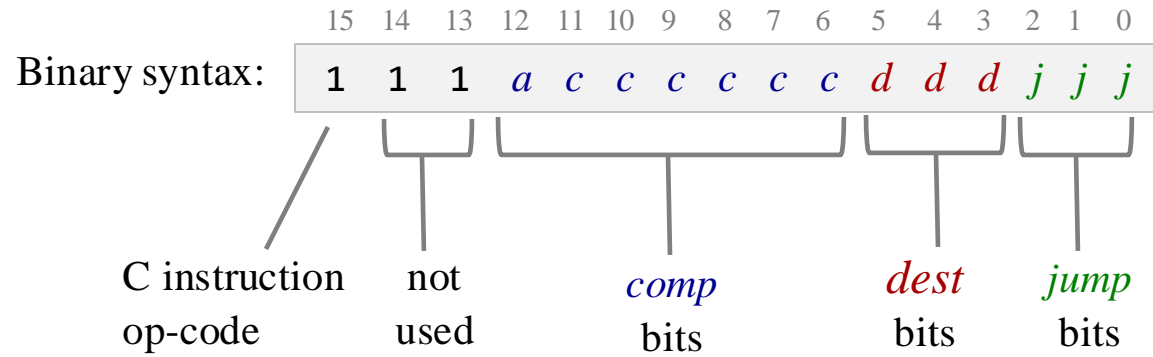 15 14 13 12 11 10 9 8 7 6 5 4 3 2 1 0
Binary syntax: 1 1 1 a c c c c c c d d d j j j
C instruction not comp dest jump
op-code used bits bits bits